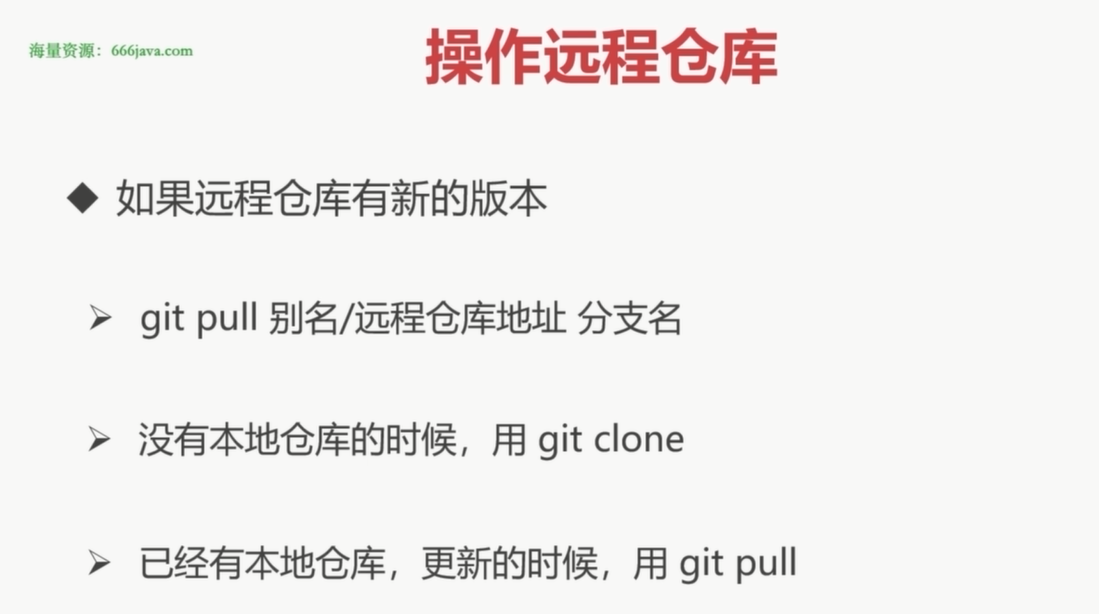 海量资源：666java.com
操作远程仓库
◆ 如果远程仓库有新的版本
➢ git pull 别名/远程仓库地址 分支名
➢ 没有本地仓库的时候，用 git clone
➢ 已经有本地仓库，更新的时候，用 git pull